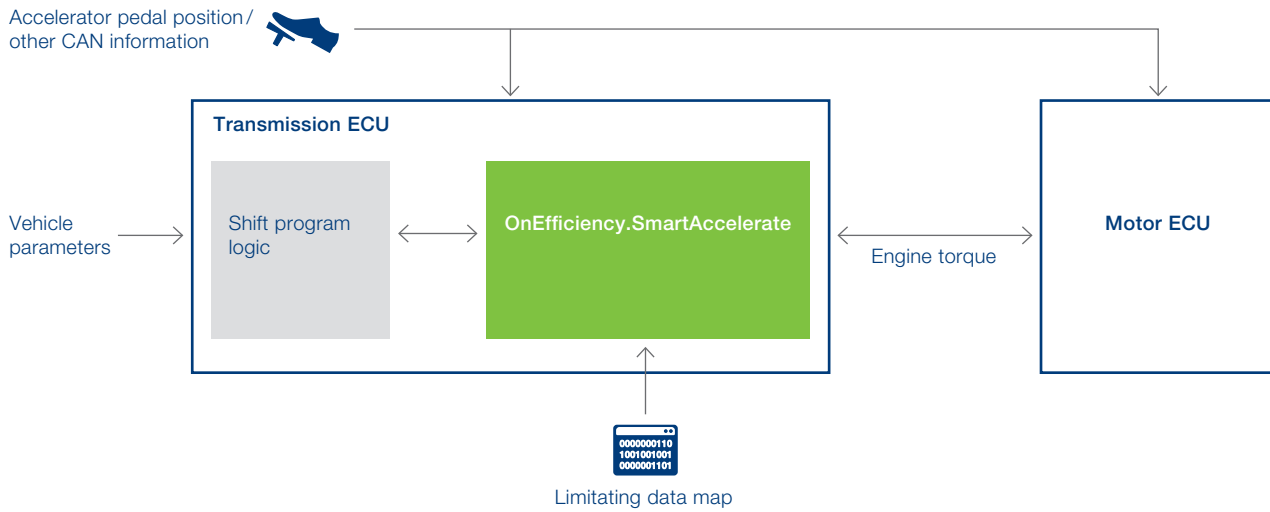 Accelerator pedal position /
other CAN information
Transmission ECU
Vehicle
parameters
Shift program
logic
OnEfficiency.SmartAccelerate
Engine torque
Motor ECU
0000000110
1001001001
0000001101
Limitating data map